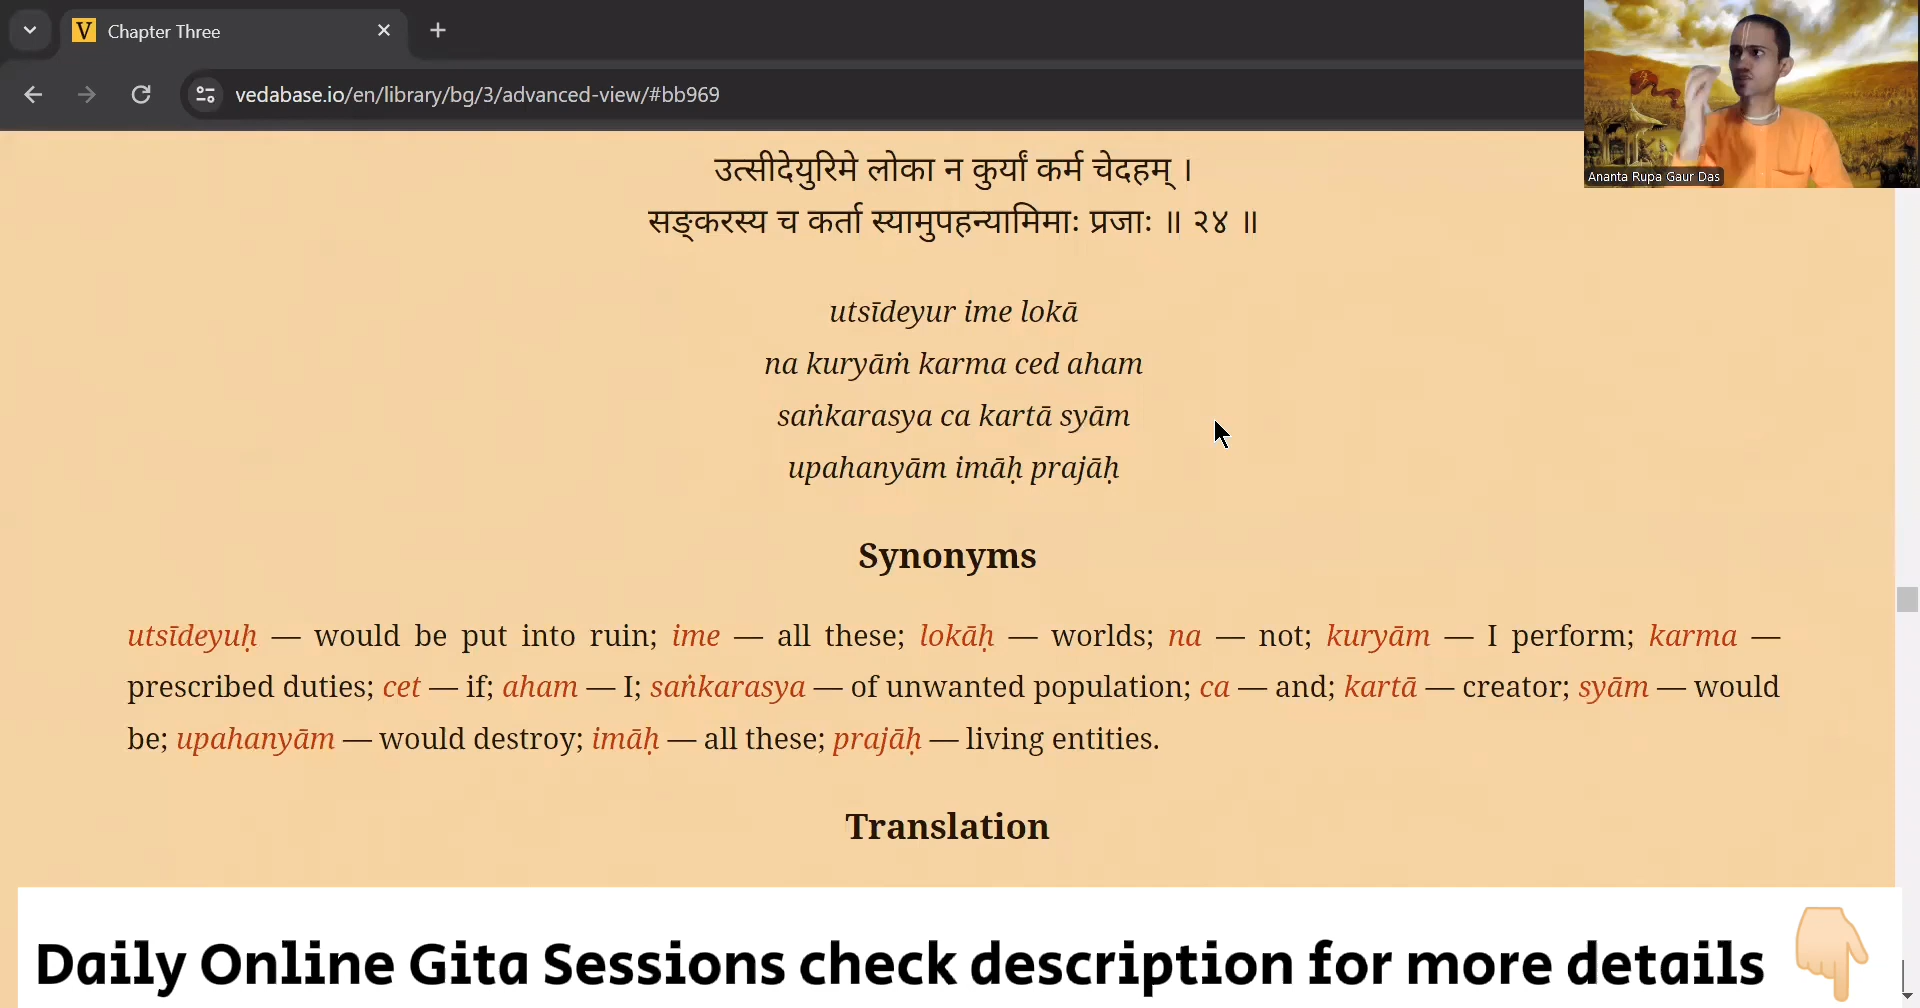 Chapter Three
vedabase.io/en/library/bg/3/advanced-view/#bb969
Ananta Rupa Gaur Das
उत्सीदेयुरिमे लोका न कुर्यां कर्म चेदहम् ।
सङ्करस्य च कर्ता स्यामुपहन्यामिमाः प्रजाः ॥ २४ ॥
utsīdeyur ime lokā
na kuryāṁ karma ced aham
saṅkarasya ca kartā syām
upahanyām imāḥ prajāḥ
Synonyms
utsīdeyuḥ — would be put into ruin; ime — all these; lokāḥ — worlds; na — not; kuryām — I perform; karma —
prescribed duties; cet — if; aham — I; saṅkarasya — of unwanted population; ca — and; kartā — creator; syām — would
be; upahanyām — would destroy; imāḥ — all these; prajāḥ — living entities.
Translation
Daily Online Gita Sessions check description for more details